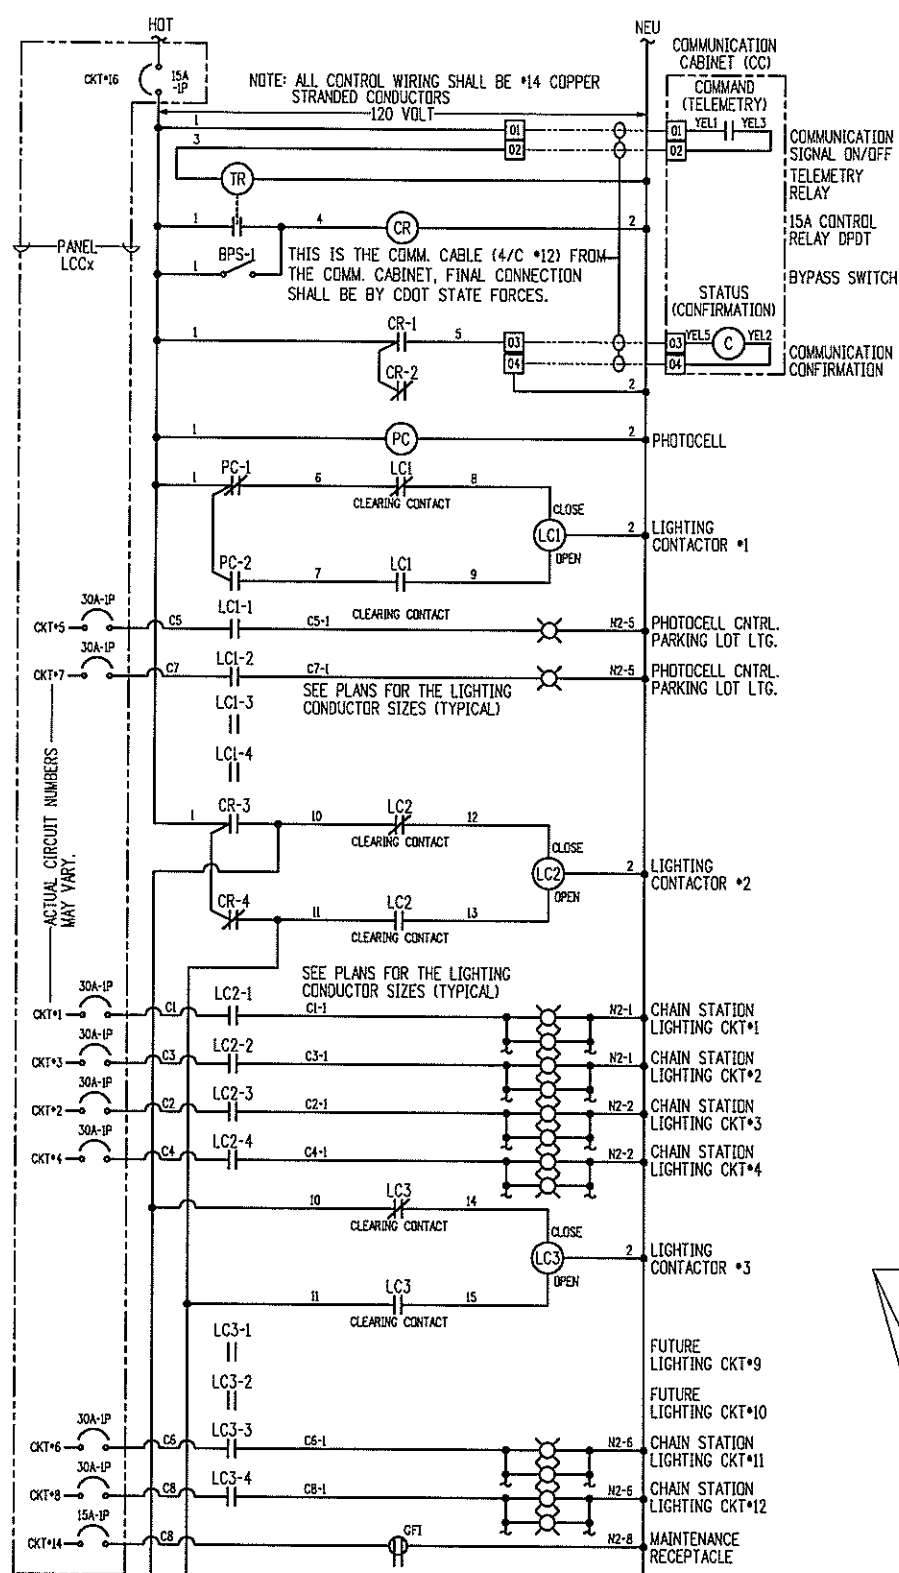 HOT
NEU
COMMUNICATION
CABINET (CC)
CKT#16
15A
-1P
NOTE: ALL CONTROL WIRING SHALL BE #14 COPPER
STRANDED CONDUCTORS
COMMAND
(TELEMETRY)
120 VOLT
1
01
01
YEL1
YEL3
3
02
02
COMMUNICATION
SIGNAL ON/OFF
TR
TELEMETRY
RELAY
1
4
CR
2
15A CONTROL
RELAY DPDT
PANEL
LCCx
BPS-1
1
THIS IS THE COMM. CABLE (4/C #12) FROM
THE COMM. CABINET, FINAL CONNECTION
SHALL BE BY CDOT STATE FORCES.
BYPASS SWITCH
STATUS
(CONFIRMATION)
CR-1
1
5
03
03
YEL5
C
YEL2
CR-2
04
04
COMMUNICATION
CONFIRMATION
2
1
PC
2
PHOTOCELL
PC-1
LC1
1
6
8
CLEARING CONTACT
CLOSE
LC1
2
LIGHTING
CONTACTOR #1
OPEN
PC-2
LC1
7
9
CLEARING CONTACT
30A-1P
LC1-1
CKT#5
C5
C5-1
N2-5
PHOTOCELL CNTRL.
PARKING LOT LTG.
30A-1P
LC1-2
CKT#7
C7
C7-1
N2-5
PHOTOCELL CNTRL.
PARKING LOT LTG.
SEE PLANS FOR THE LIGHTING
CONDUCTOR SIZES (TYPICAL)
LC1-3
LC1-4
ACTUAL CIRCUIT NUMBERS
MAY VARY.
CR-3
LC2
1
10
12
CLEARING CONTACT
CLOSE
LC2
2
LIGHTING
CONTACTOR #2
OPEN
CR-4
LC2
11
13
CLEARING CONTACT
SEE PLANS FOR THE LIGHTING
CONDUCTOR SIZES (TYPICAL)
30A-1P
LC2-1
CKT#1
C1
C1-1
N2-1
CHAIN STATION
LIGHTING CKT#1
30A-1P
LC2-2
CKT#3
C3
C3-1
N2-1
CHAIN STATION
LIGHTING CKT#2
30A-1P
LC2-3
CKT#2
C2
C2-1
N2-2
CHAIN STATION
LIGHTING CKT#3
30A-1P
LC2-4
CKT#4
C4
C4-1
N2-2
CHAIN STATION
LIGHTING CKT#4
LC3
10
14
CLEARING CONTACT
CLOSE
LC3
2
LIGHTING
CONTACTOR #3
OPEN
LC3
11
15
CLEARING CONTACT
LC3-1
FUTURE
LIGHTING CKT#9
LC3-2
FUTURE
LIGHTING CKT#10
30A-1P
LC3-3
CKT#6
C6
C6-1
N2-6
CHAIN STATION
LIGHTING CKT#11
30A-1P
LC3-4
CKT#8
C8
C8-1
N2-6
CHAIN STATION
LIGHTING CKT#12
15A-1P
CKT#14
C8
GFI
N2-8
MAINTENANCE
RECEPTACLE